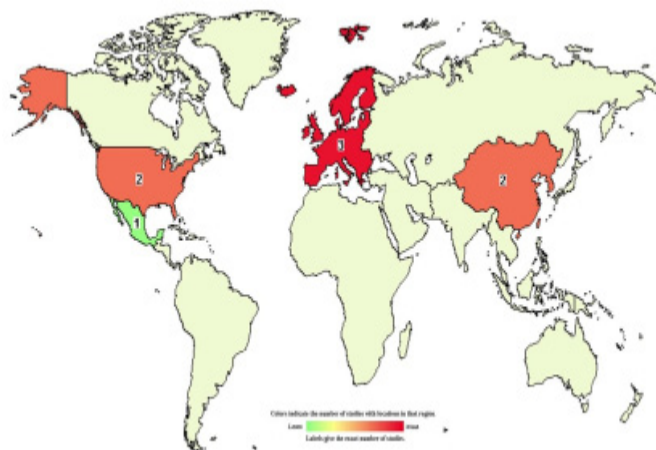 2
1
3
2
Colors indicate the number of studies with locations in that region
Least
Most
Labels give the exact number of studies.